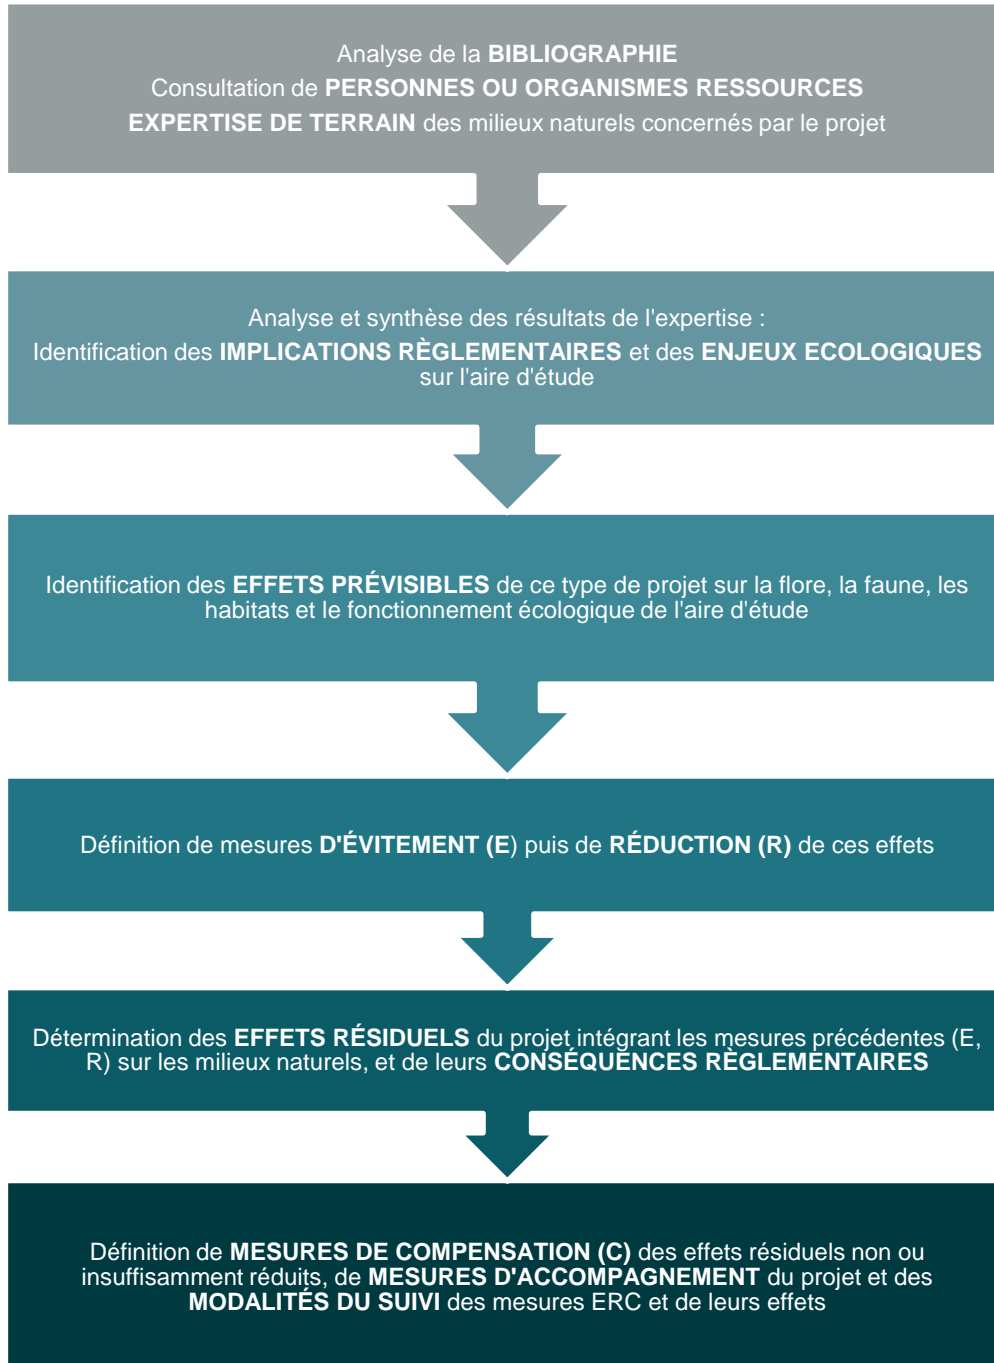 Analyse de la BIBLIOGRAPHIE
Consultation de PERSONNES OU ORGANISMES RESSOURCES
EXPERTISE DE TERRAIN des milieux naturels concernés par le projet
Analyse et synthèse des résultats de l'expertise :
Identification des IMPLICATIONS RÈGLEMENTAIRES et des ENJEUX ECOLOGIQUES
sur l'aire d'étude
Identification des EFFETS PRÉVISIBLES de ce type de projet sur la flore, la faune, les
habitats et le fonctionnement écologique de l'aire d'étude
Définition de mesures D'ÉVITEMENT (E) puis de RÉDUCTION (R) de ces effets
Détermination des EFFETS RÉSIDUELS du projet intégrant les mesures précédentes (E,
R) sur les milieux naturels, et de leurs CONSÉQUENCES RÈGLEMENTAIRES
Définition de MESURES DE COMPENSATION (C) des effets résiduels non ou
insuffisamment réduits, de MESURES D'ACCOMPAGNEMENT du projet et des
MODALITÉS DU SUIVI des mesures ERC et de leurs effets